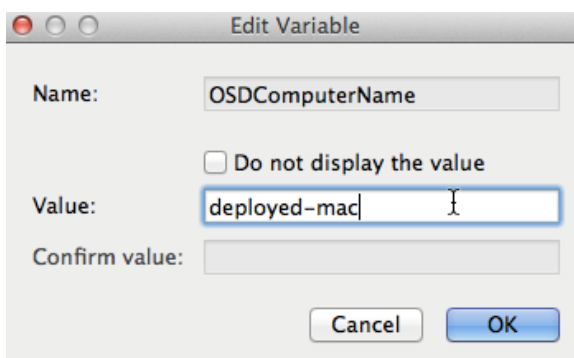 Edit Variable
Name: OSDComputerName
Do not display the value
Value: deployed-mac
Confirm value:
Cancel OK